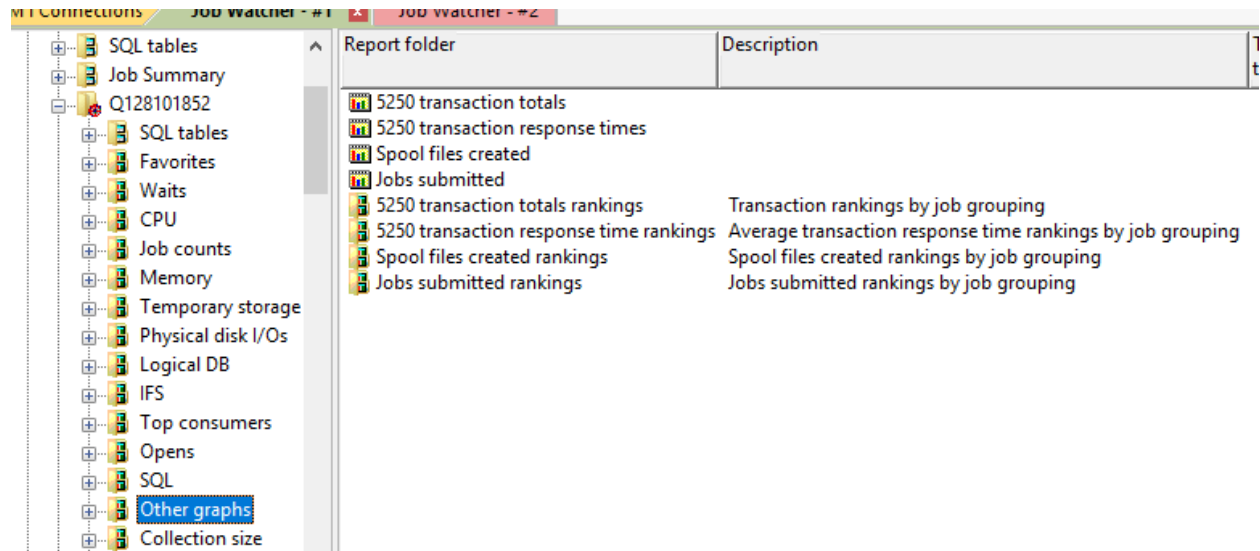 M i Connections Job Watcher - #1 x Job Watcher - #2
SQL tables
Job Summary
Q128101852
SQL tables
Favorites
Waits
CPU
Job counts
Memory
Temporary storage
Physical disk I/Os
Logical DB
IFS
Top consumers
Opens
SQL
Other graphs
Collection size
Report folder Description T
t
5250 transaction totals
5250 transaction response times
Spool files created
Jobs submitted
5250 transaction totals rankings Transaction rankings by job grouping
5250 transaction response time rankings Average transaction response time rankings by job grouping
Spool files created rankings Spool files created rankings by job grouping
Jobs submitted rankings Jobs submitted rankings by job grouping